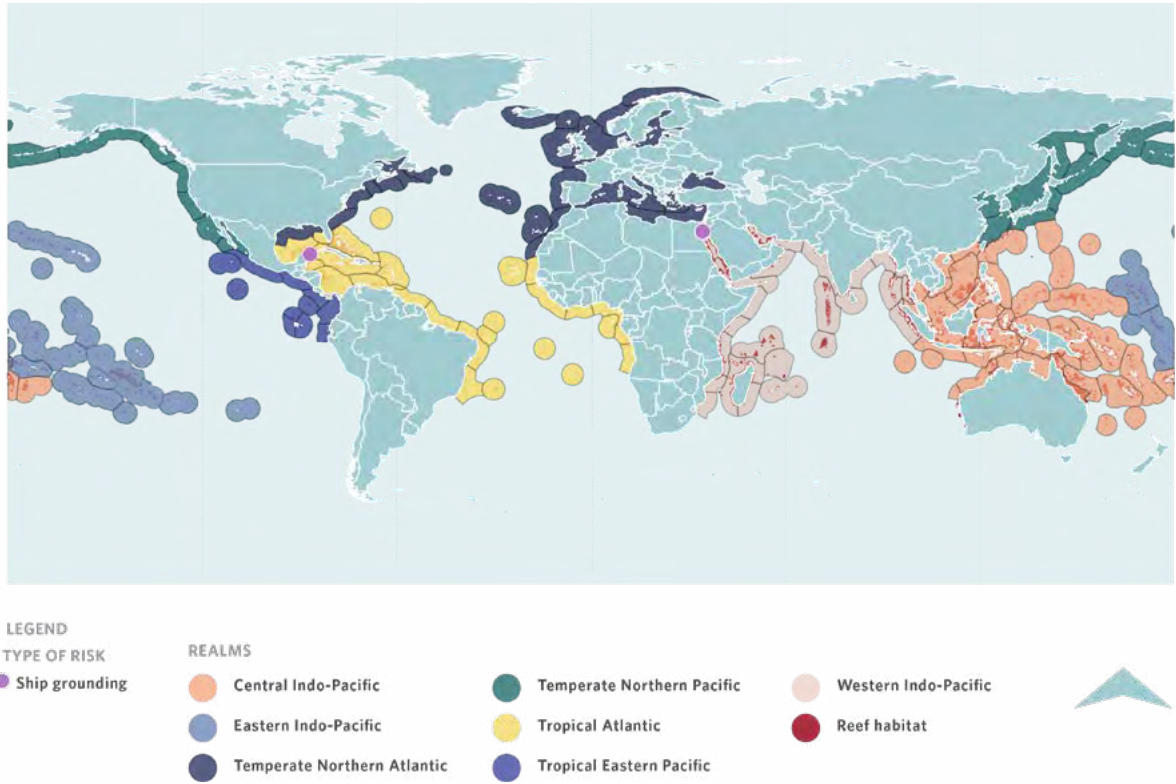 LEGEND
TYPE OF RISK
Ship grounding
REALMS
Central Indo-Pacific
Eastern Indo-Pacific
Temperate Northern Atlantic
Temperate Northern Pacific
Tropical Atlantic
Tropical Eastern Pacific
Western Indo-Pacific
Reef habitat